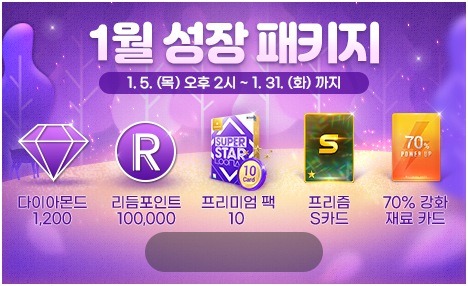 1월 성장 패키지
1. 5. (목) 오후 2시 ~ 1. 31. (화) 까지
R
SUPER
STAR
10
Card
S
70%
POWER UP
다이아몬드
1,200
리듬포인트
100,000
프리미엄 팩
10
프리즘
S카드
70% 강화
재료 카드